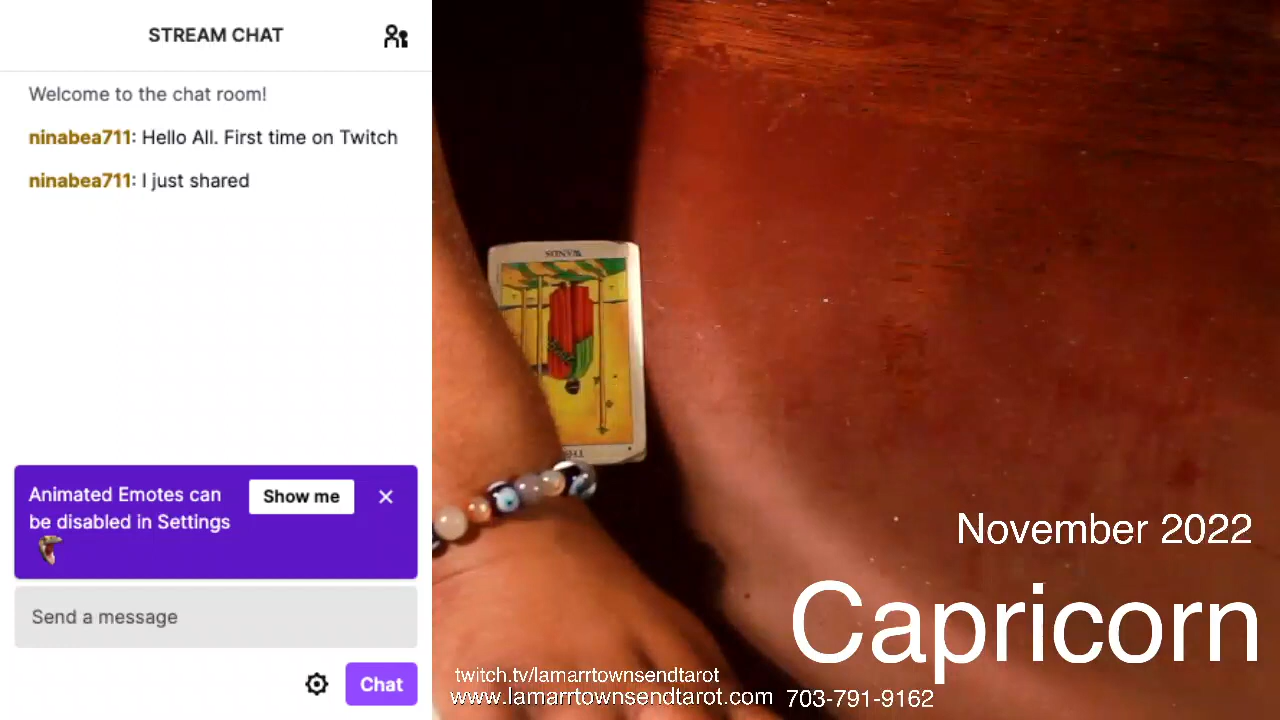 STREAM CHAT
Welcome to the chat room!
ninabea711: Hello All. First time on Twitch
ninabea711: I just shared
Animated Emotes can
be disabled in Settings
Show me
Send a message
Chat
WANDS
November 2022
Capricorn
twitch.tv/lamarrtownsendtarot
www.lamarrtownsendtarot.com 703-791-9162